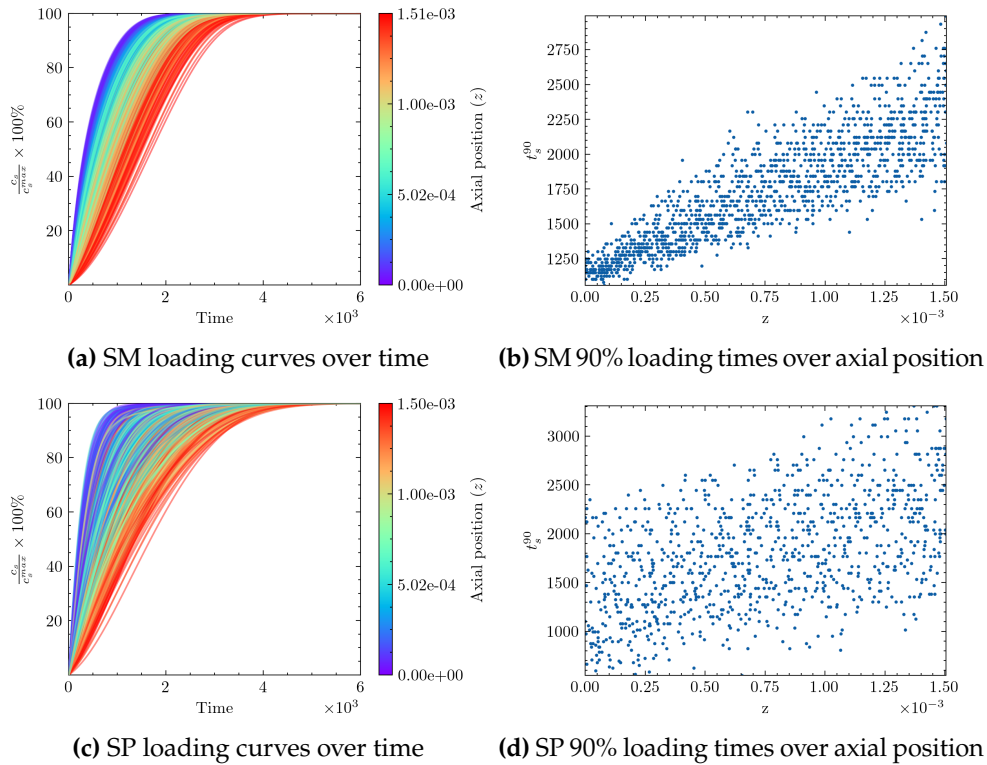 100
80
60
40
20
0
2
4
6
Time
×10³
c_s / c_s^max × 100%
1.51e-03
1.00e-03
5.02e-04
0.00e+00
Axial position (z)
(a) SM loading curves over time
2750
2500
2250
2000
1750
1500
1250
t_s^90
0.00
0.25
0.50
0.75
1.00
1.25
1.50
z
×10⁻³
(b) SM 90% loading times over axial position
100
80
60
40
20
0
2
4
6
Time
×10³
c_s / c_s^max × 100%
1.50e-03
1.00e-03
5.02e-04
0.00e+00
Axial position (z)
(c) SP loading curves over time
3000
2500
2000
1500
1000
t_s^90
0.00
0.25
0.50
0.75
1.00
1.25
1.50
z
×10⁻³
(d) SP 90% loading times over axial position